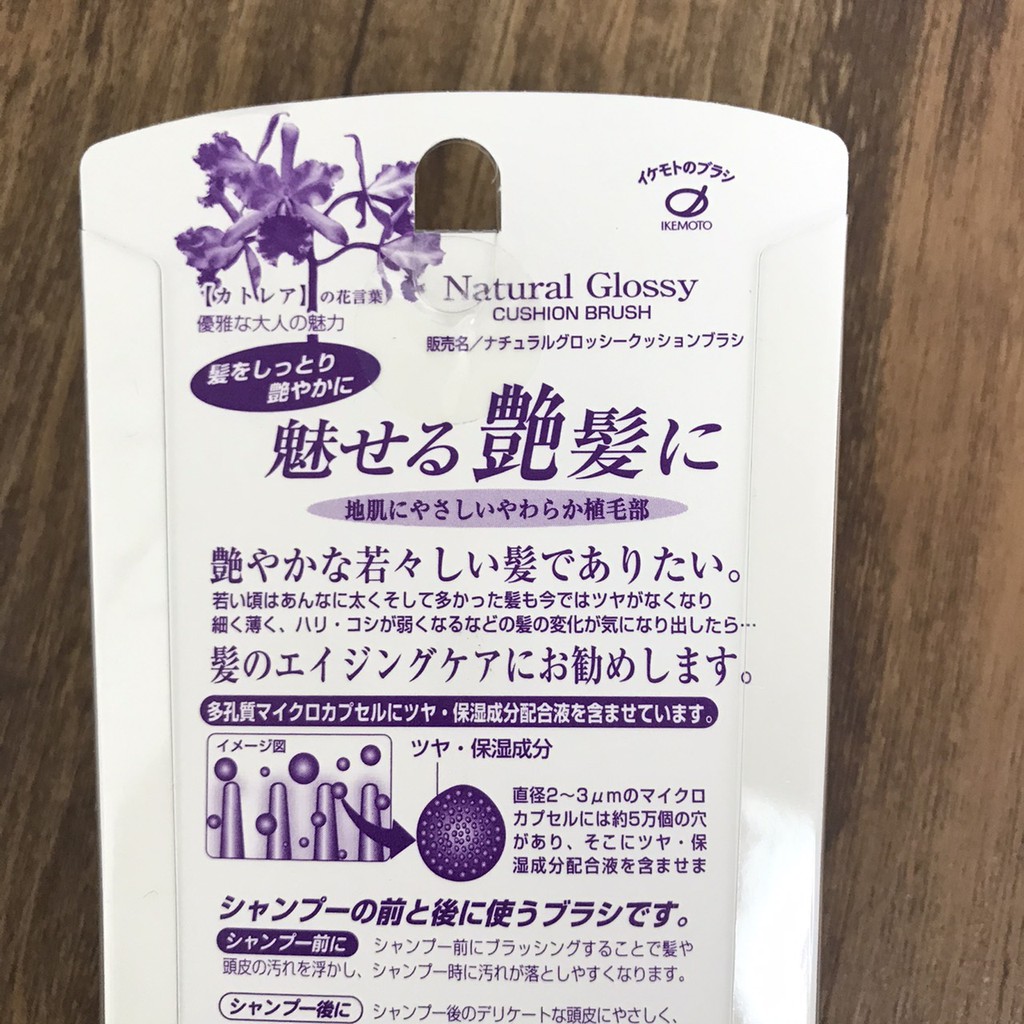 イケモトのブラシ
IKEMOTO
【カトレア】の花言葉
優雅な大人の魅力
Natural Glossy
CUSHION BRUSH
販売名／ナチュラルグロッシークッションブラシ
髪をしっとり
艶やかに
魅せる艶髪に
地肌にやさしいやわらか植毛部
艶やかな若々しい髪でありたい。
若い頃はあんなに太くそして多かった髪も今ではツヤがなくなり
細く薄く、ハリ・コシが弱くなるなどの髪の変化が気になり出したら…
髪のエイジングケアにお勧めします。
多孔質マイクロカプセルにツヤ・保湿成分配合液を含ませています。
イメージ図
ツヤ・保湿成分
直径2〜3μmのマイクロ
カプセルには約5万個の穴
があり、そこにツヤ・保
湿成分配合液を含ませま
シャンプーの前と後に使うブラシです。
シャンプー前に シャンプー前にブラッシングすることで髪や
頭皮の汚れを浮かし、シャンプー時に汚れが落としやすくなります。
シャンプー後に シャンプー後のデリケートな頭皮にやさしく、